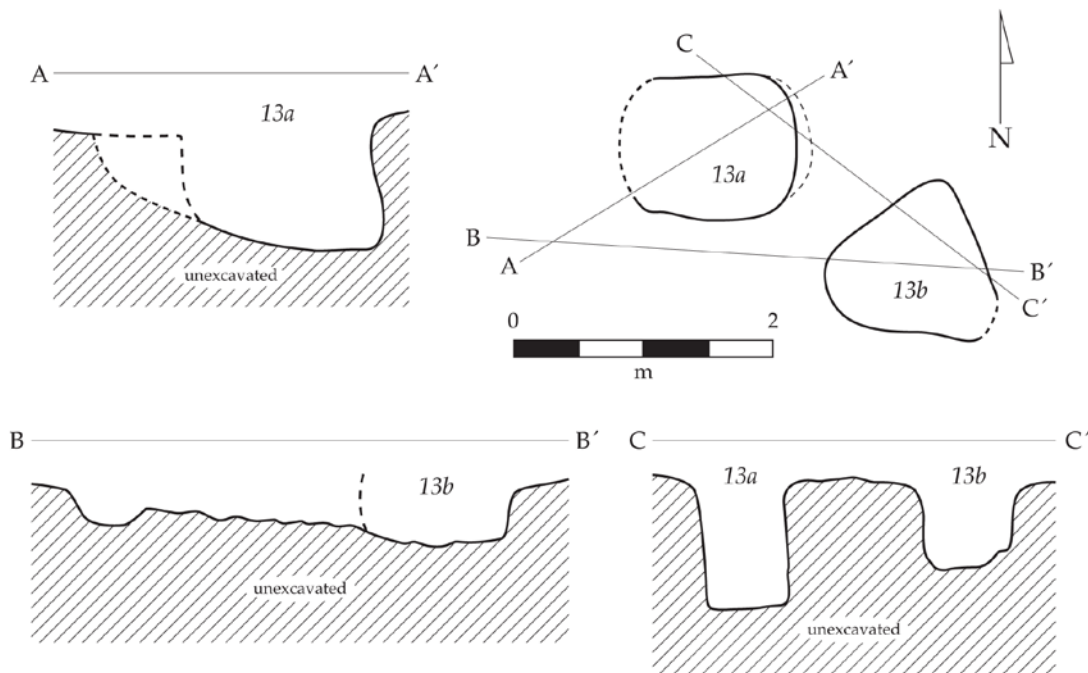 A A′
13a
unexcavated
C
A′
13a
B
A
13b
B′
C′
N
0 2
m
B B′
13b
unexcavated
C C′
13a 13b
unexcavated